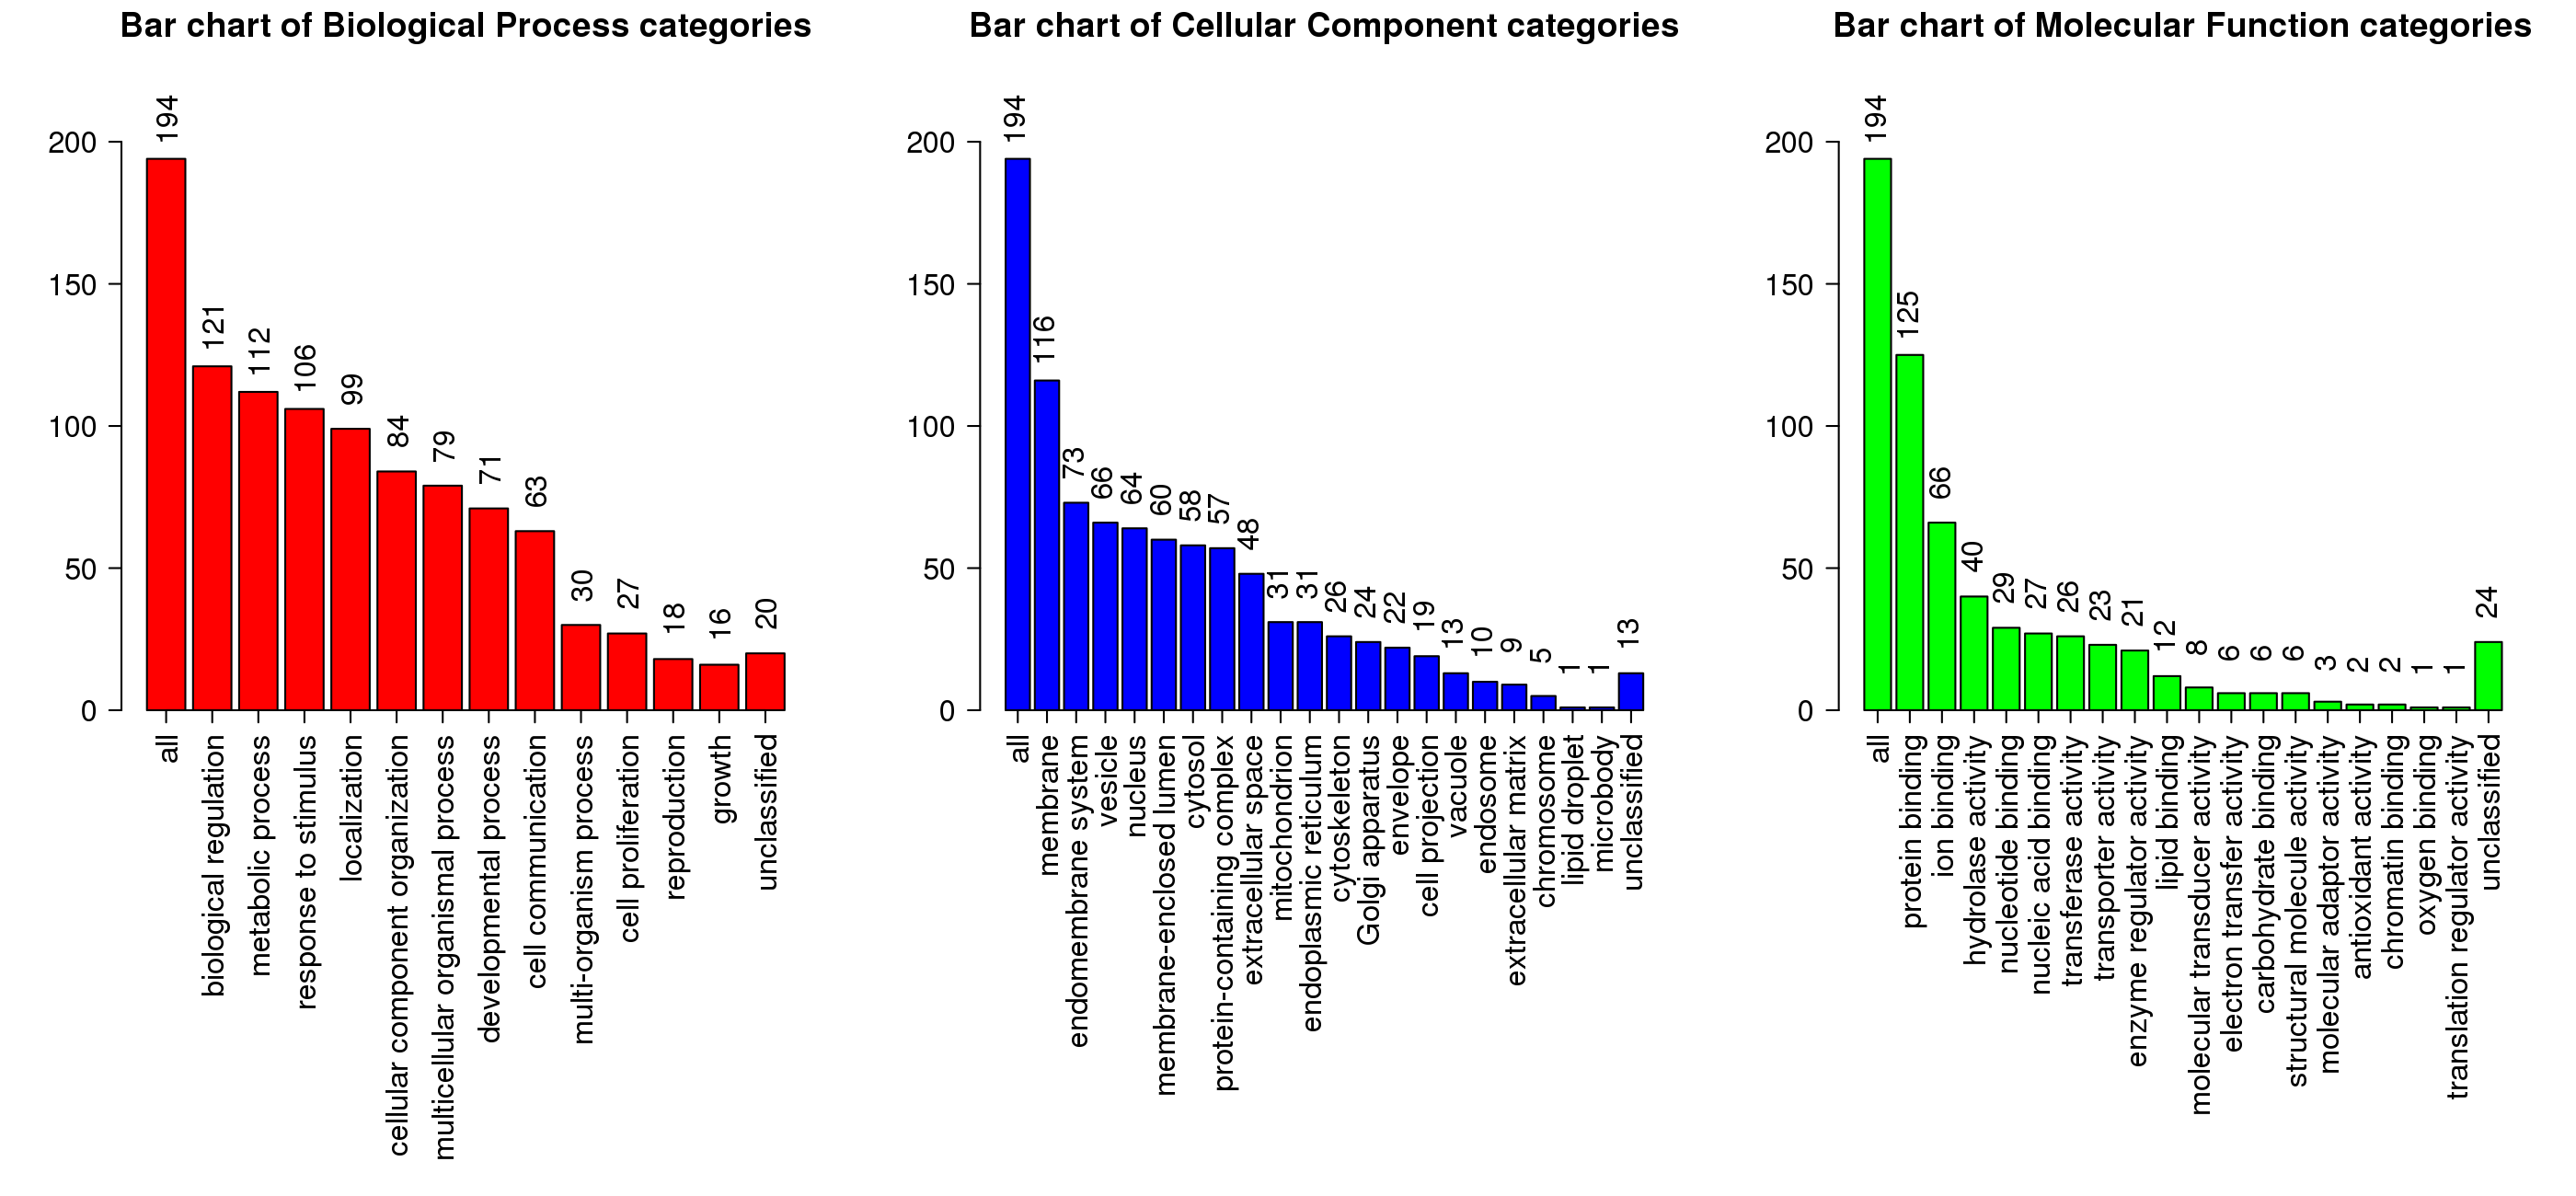 Bar chart of Biological Process categories
200
150
100
50
0
194
121
112
106
99
84
79
71
63
30
27
18
16
20
all
biological regulation
metabolic process
response to stimulus
localization
cellular component organization
multicellular organismal process
developmental process
cell communication
multi-organism process
cell proliferation
reproduction
growth
unclassified
Bar chart of Cellular Component categories
200
150
100
50
0
194
116
73
66
64
60
58
57
48
31
31
26
24
22
19
13
10
9
5
1
1
13
all
membrane
endomembrane system
vesicle
nucleus
membrane-enclosed lumen
cytosol
protein-containing complex
extracellular space
mitochondrion
endoplasmic reticulum
cytoskeleton
Golgi apparatus
envelope
cell projection
vacuole
endosome
extracellular matrix
chromosome
lipid droplet
microbody
unclassified
Bar chart of Molecular Function categories
200
150
100
50
0
194
125
66
40
29
27
26
23
21
12
8
6
6
6
3
2
2
1
1
24
all
protein binding
ion binding
hydrolase activity
nucleotide binding
nucleic acid binding
transferase activity
transporter activity
enzyme regulator activity
lipid binding
molecular transducer activity
electron transfer activity
carbohydrate binding
structural molecule activity
molecular adaptor activity
antioxidant activity
chromatin binding
oxygen binding
translation regulator activity
unclassified